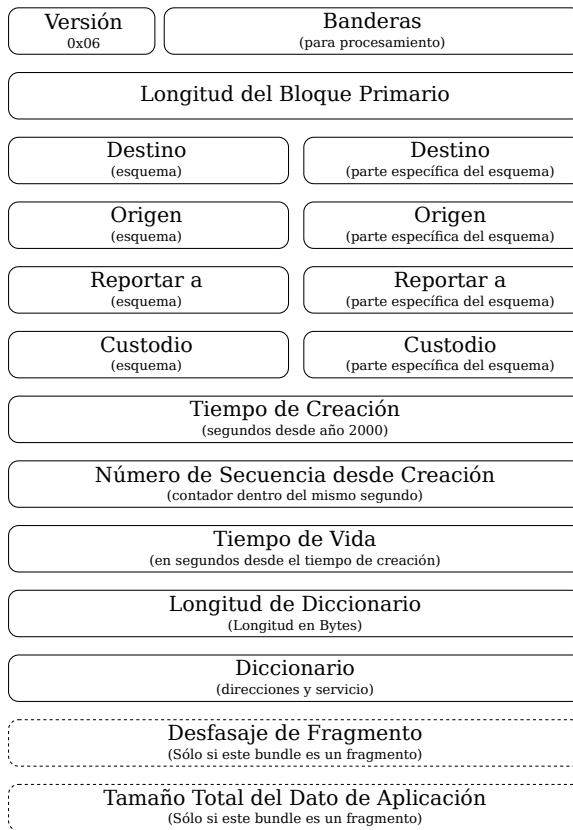 Versión
0x06
Banderas
(para procesamiento)
Longitud del Bloque Primario
Destino
(esquema)
Destino
(parte específica del esquema)
Origen
(esquema)
Origen
(parte específica del esquema)
Reportar a
(esquema)
Reportar a
(parte específica del esquema)
Custodio
(esquema)
Custodio
(parte específica del esquema)
Tiempo de Creación
(segundos desde año 2000)
Número de Secuencia desde Creación
(contador dentro del mismo segundo)
Tiempo de Vida
(en segundos desde el tiempo de creación)
Longitud de Diccionario
(Longitud en Bytes)
Diccionario
(direcciones y servicio)
Desfasaje de Fragmento
(Sólo si este bundle es un fragmento)
Tamaño Total del Dato de Aplicación
(Sólo si este bundle es un fragmento)